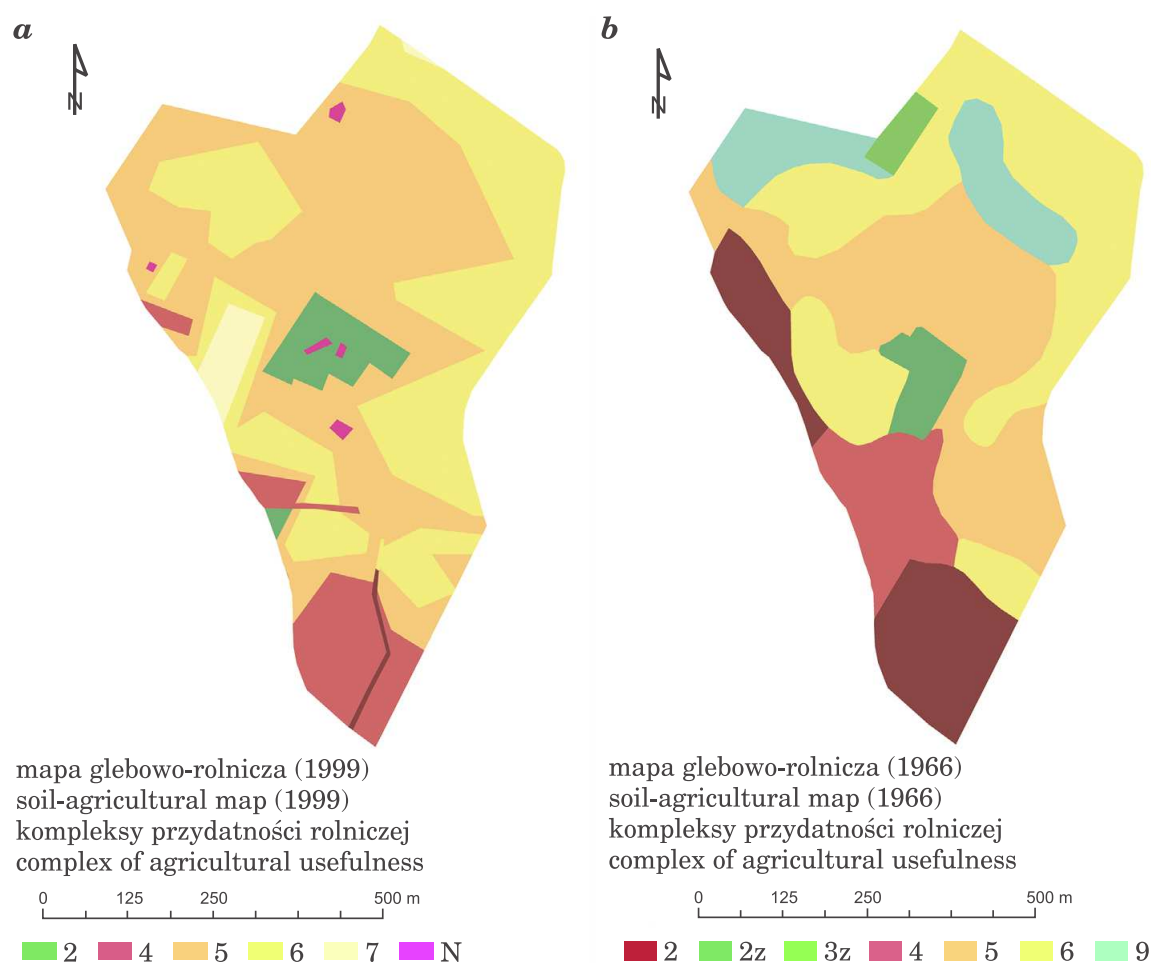 a
N
mapa glebowo-rolnicza (1999)
soil-agricultural map (1999)
kompleksy przydatności rolniczej
complex of agricultural usefulness
0 125 250 500 m
2 4 5 6 7 N
b
N
mapa glebowo-rolnicza (1966)
soil-agricultural map (1966)
kompleksy przydatności rolniczej
complex of agricultural usefulness
0 125 250 500 m
2 2z 3z 4 5 6 9